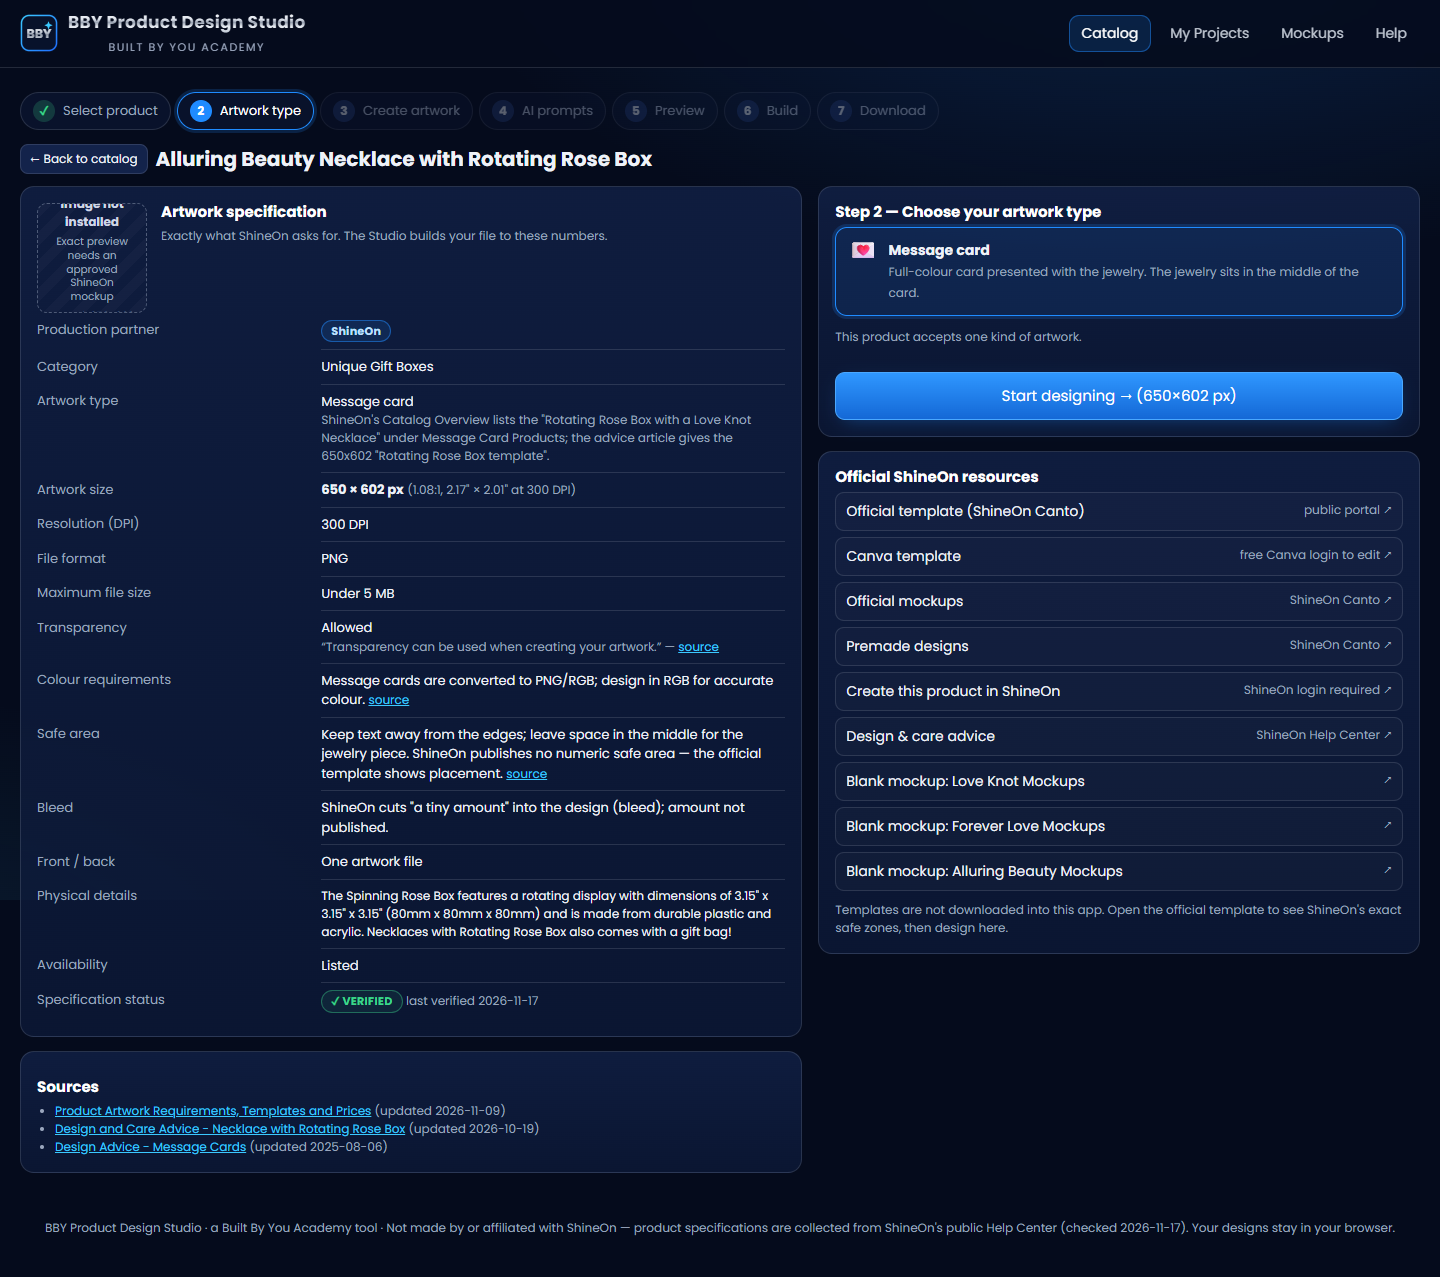 BBY
BBY Product Design Studio
BUILT BY YOU ACADEMY
Catalog
My Projects
Mockups
Help
✓ Select product
2 Artwork type
3 Create artwork
4 AI prompts
5 Preview
6 Build
7 Download
← Back to catalog
Alluring Beauty Necklace with Rotating Rose Box
Image not
installed
Exact preview
needs an
approved
ShineOn
mockup
Artwork specification
Exactly what ShineOn asks for. The Studio builds your file to these numbers.
Production partner
ShineOn
Category
Unique Gift Boxes
Artwork type
Message card
ShineOn's Catalog Overview lists the "Rotating Rose Box with a Love Knot
Necklace" under Message Card Products; the advice article gives the
650x602 "Rotating Rose Box template".
Artwork size
650 × 602 px (1.08:1, 2.17" × 2.01" at 300 DPI)
Resolution (DPI)
300 DPI
File format
PNG
Maximum file size
Under 5 MB
Transparency
Allowed
"Transparency can be used when creating your artwork." — source
Colour requirements
Message cards are converted to PNG/RGB; design in RGB for accurate
colour. source
Safe area
Keep text away from the edges; leave space in the middle for the
jewelry piece. ShineOn publishes no numeric safe area — the official
template shows placement. source
Bleed
ShineOn cuts "a tiny amount" into the design (bleed); amount not
published.
Front / back
One artwork file
Physical details
The Spinning Rose Box features a rotating display with dimensions of 3.15" x
3.15" x 3.15" (80mm x 80mm x 80mm) and is made from durable plastic and
acrylic. Necklaces with Rotating Rose Box also comes with a gift bag!
Availability
Listed
Specification status
✓ VERIFIED last verified 2026-11-17
Sources
• Product Artwork Requirements, Templates and Prices (updated 2026-11-09)
• Design and Care Advice - Necklace with Rotating Rose Box (updated 2026-10-19)
• Design Advice - Message Cards (updated 2025-08-06)
Step 2 — Choose your artwork type
Message card
Full-colour card presented with the jewelry. The jewelry sits in the middle of the
card.
This product accepts one kind of artwork.
Start designing → (650×602 px)
Official ShineOn resources
Official template (ShineOn Canto)
public portal ↗
Canva template
free Canva login to edit ↗
Official mockups
ShineOn Canto ↗
Premade designs
ShineOn Canto ↗
Create this product in ShineOn
ShineOn login required ↗
Design & care advice
ShineOn Help Center ↗
Blank mockup: Love Knot Mockups
↗
Blank mockup: Forever Love Mockups
↗
Blank mockup: Alluring Beauty Mockups
↗
Templates are not downloaded into this app. Open the official template to see ShineOn's exact
safe zones, then design here.
BBY Product Design Studio · a Built By You Academy tool · Not made by or affiliated with ShineOn — product specifications are collected from ShineOn's public Help Center (checked 2026-11-17). Your designs stay in your browser.